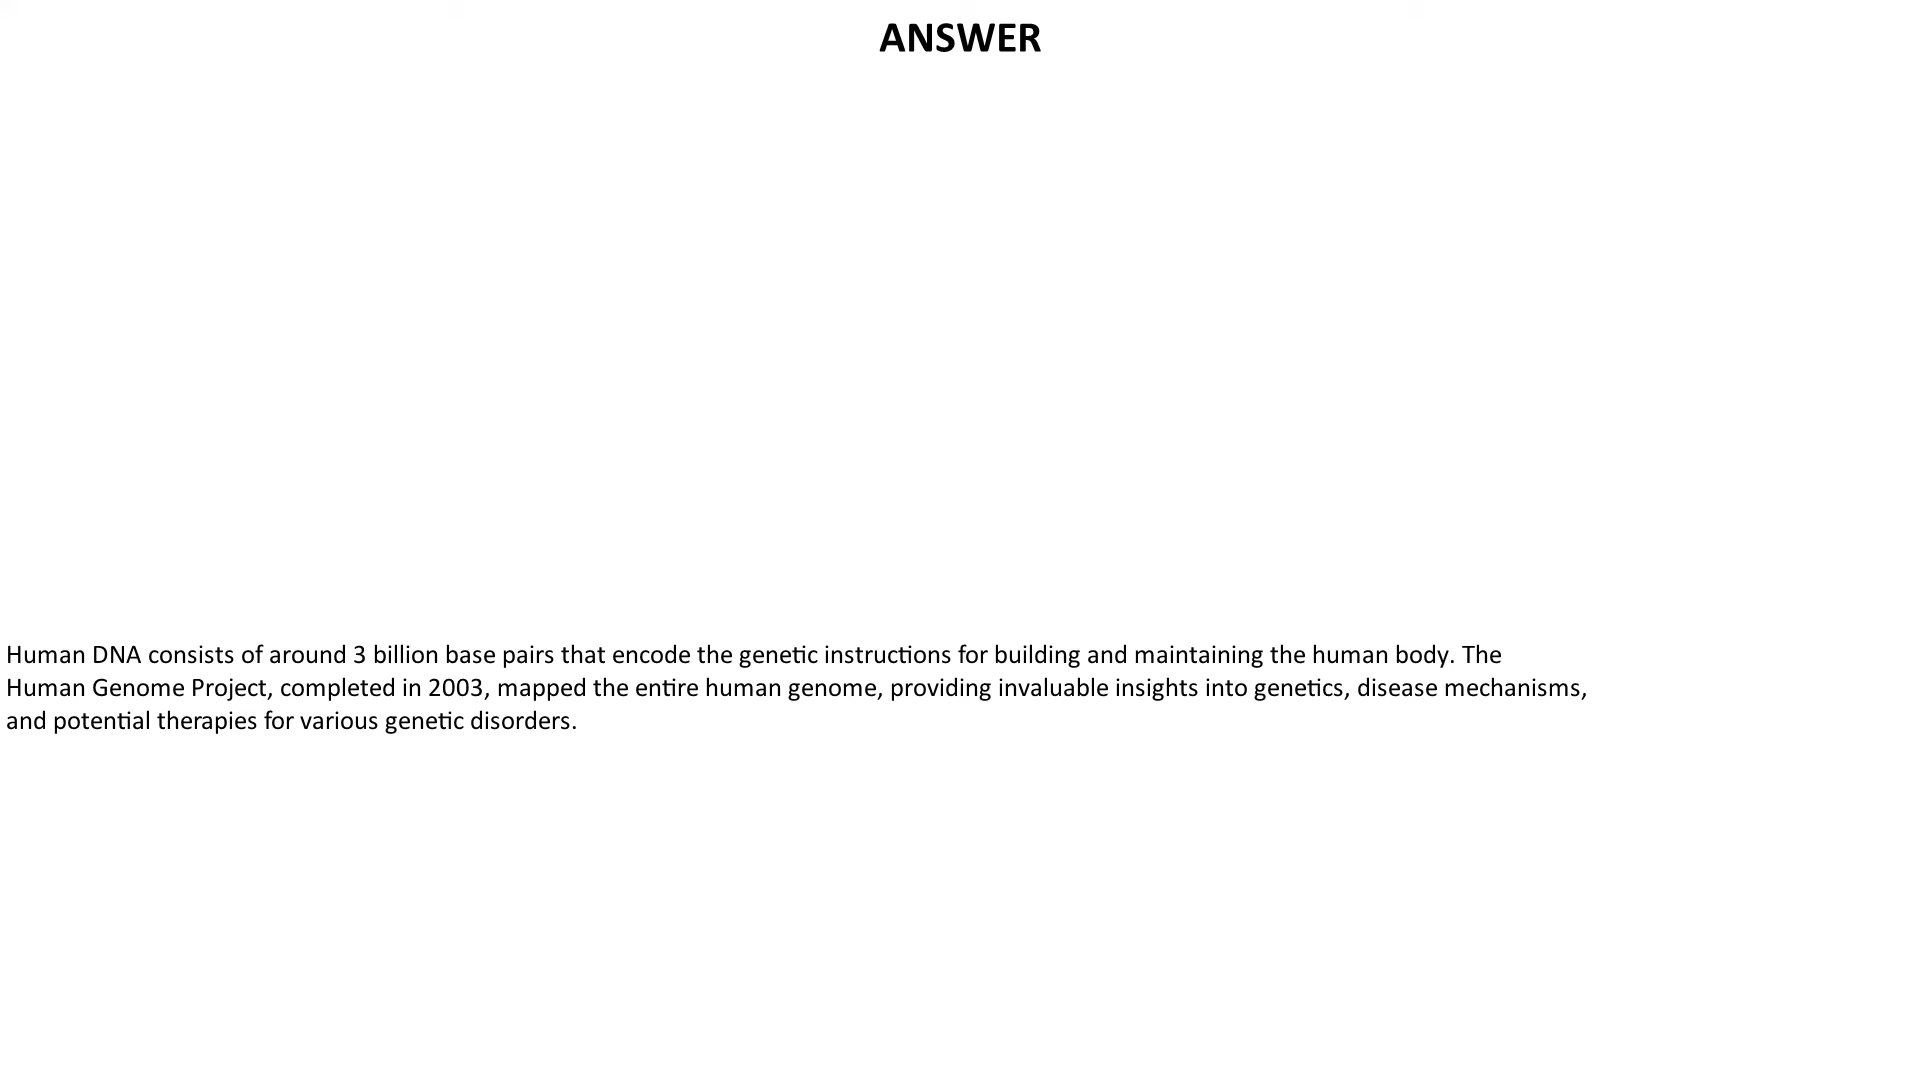 ANSWER
Human DNA consists of around 3 billion base pairs that encode the genetic instructions for building and maintaining the human body. The
Human Genome Project, completed in 2003, mapped the entire human genome, providing invaluable insights into genetics, disease mechanisms,
and potential therapies for various genetic disorders.